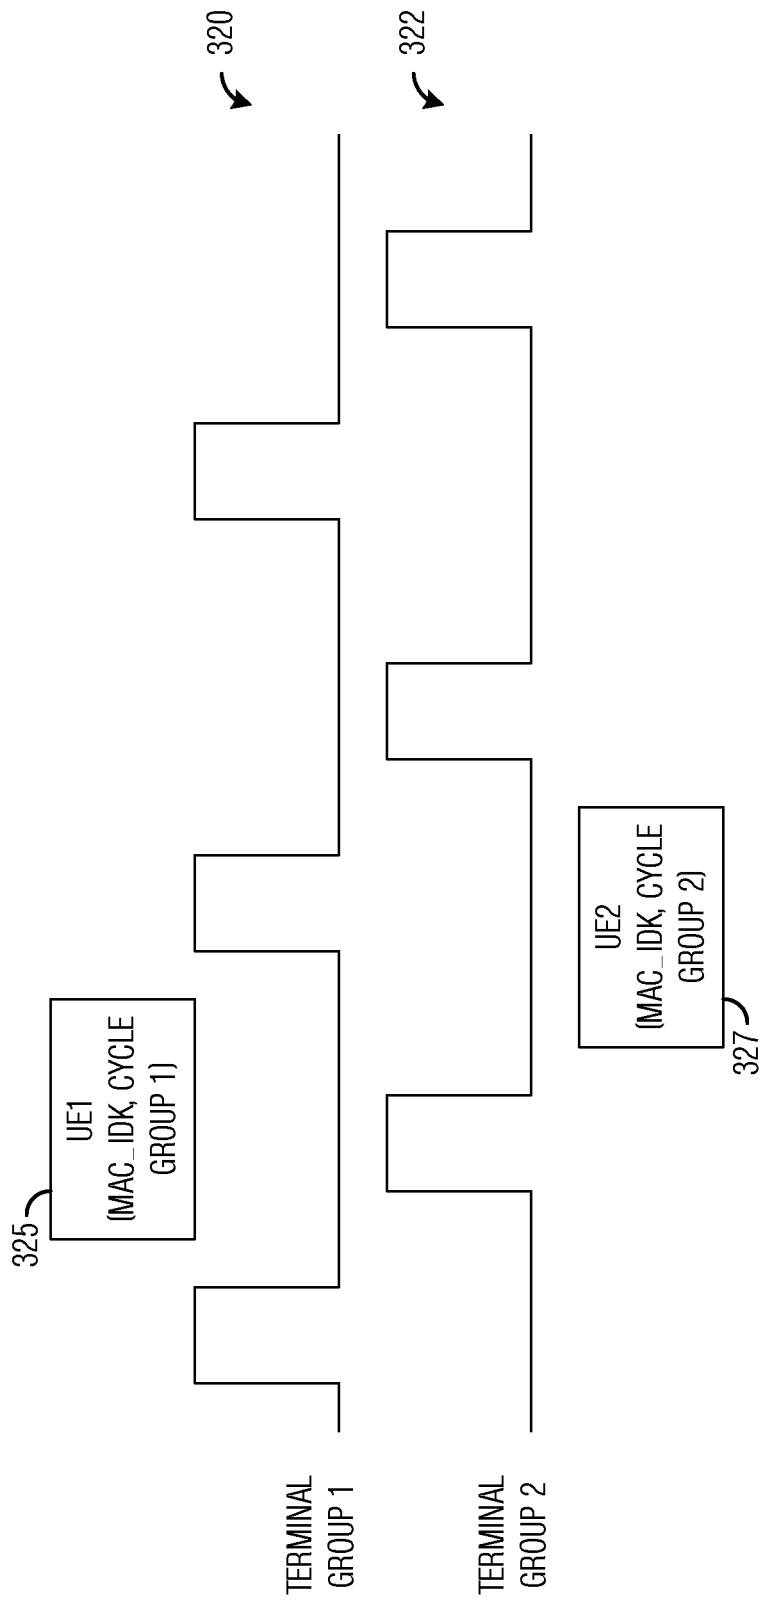 320
322
325
UE1
(MAC_IDK, CYCLE
GROUP 1)
TERMINAL
GROUP 1
TERMINAL
GROUP 2
UE2
(MAC_IDK, CYCLE
GROUP 2)
327